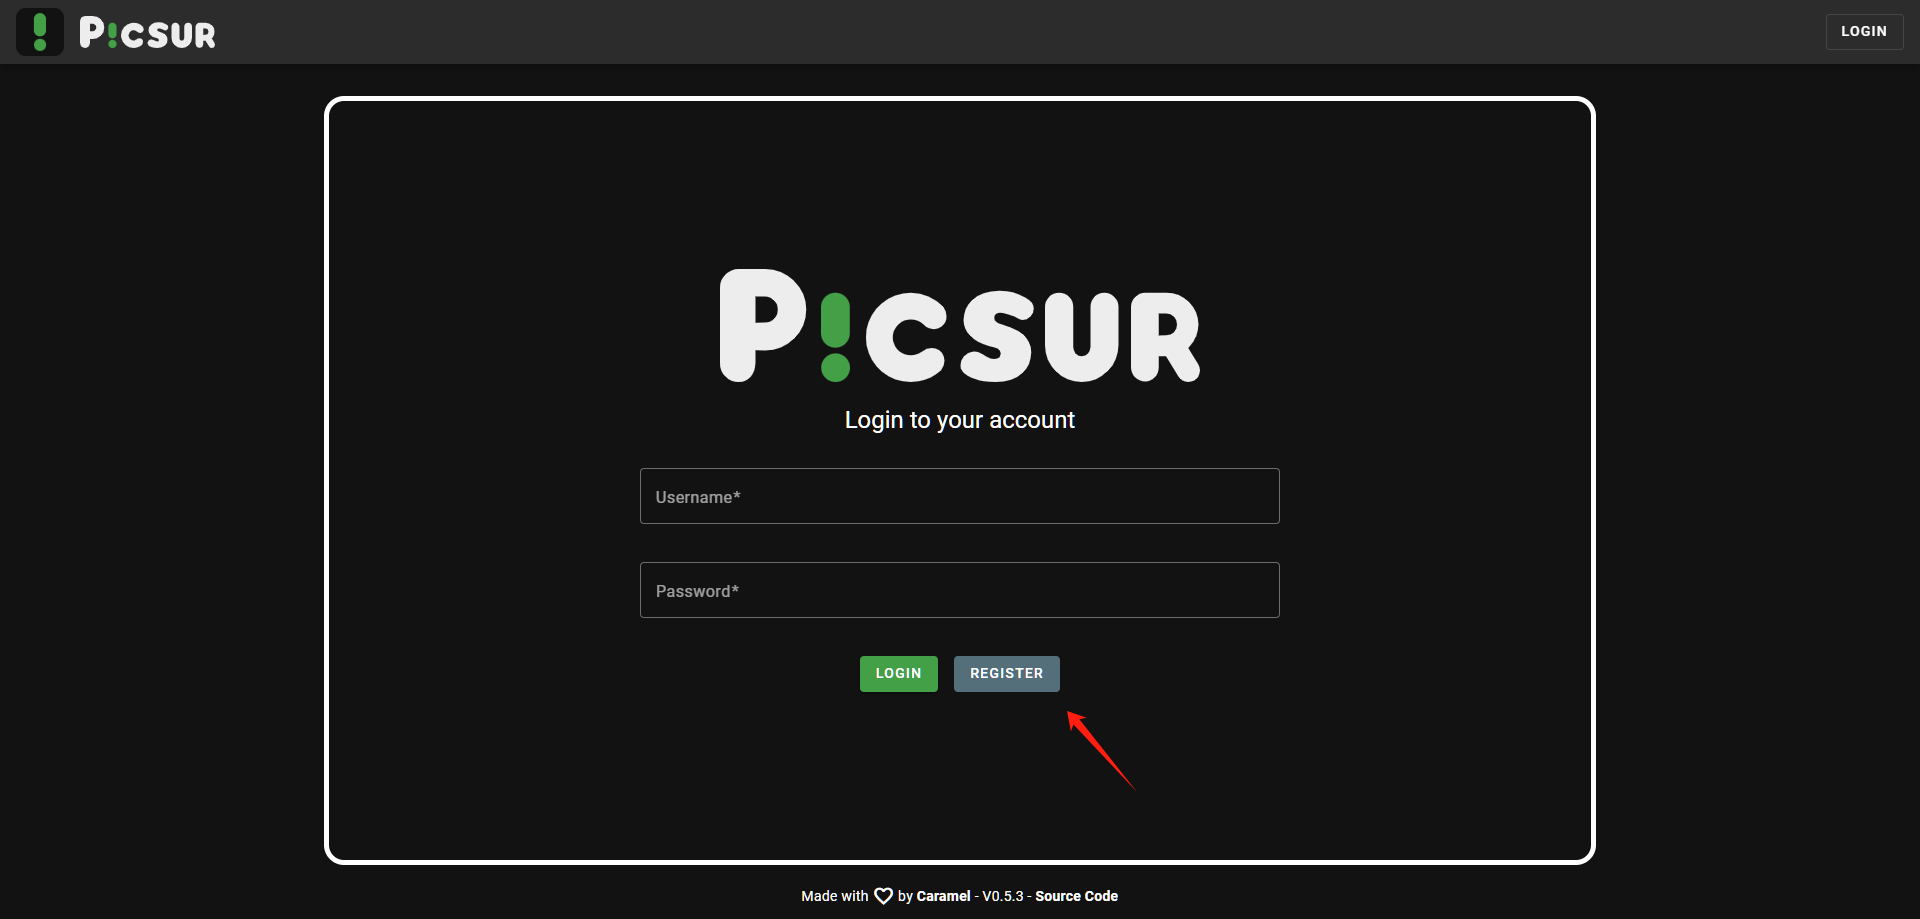 P!CSUR
LOGIN
P!CSUR
Login to your account
Username*
Password*
LOGIN REGISTER
Made with by Caramel - V0.5.3 - Source Code